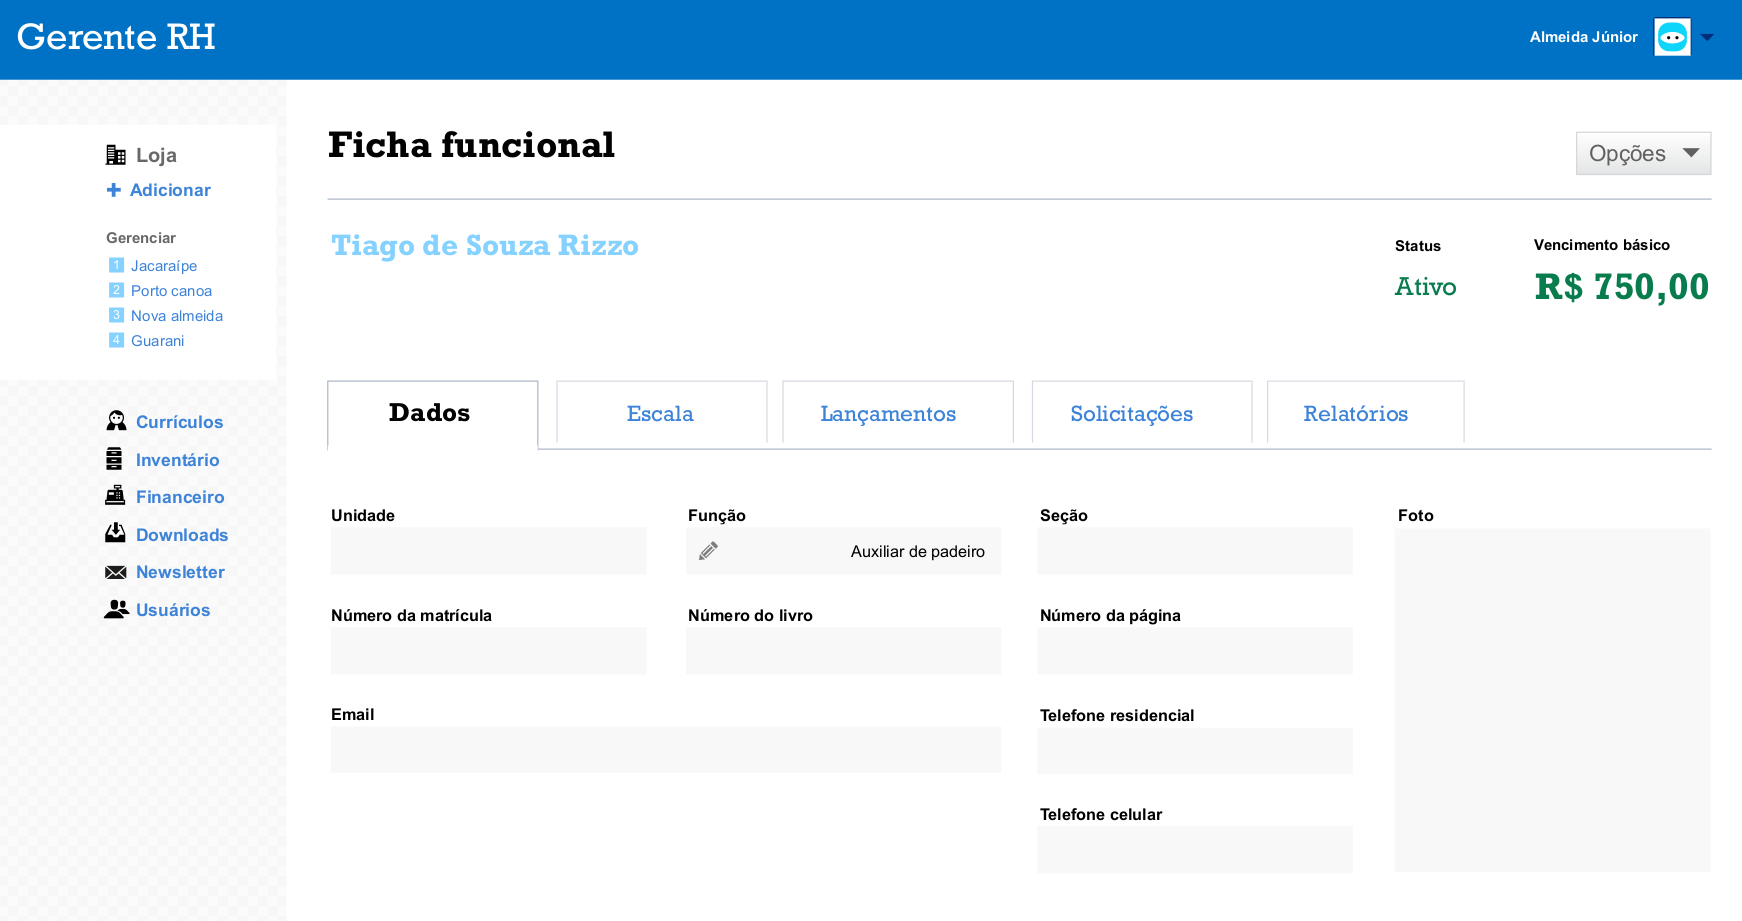 Gerente RH
Almeida Júnior
Loja
Adicionar
Gerenciar
1 Jacaraípe
2 Porto canoa
3 Nova almeida
4 Guarani
Currículos
Inventário
Financeiro
Downloads
Newsletter
Usuários
Ficha funcional
Opções
Tiago de Souza Rizzo
Status
Ativo
Vencimento básico
R$ 750,00
Dados
Escala
Lançamentos
Solicitações
Relatórios
Unidade
Função
Auxiliar de padeiro
Seção
Foto
Número da matrícula
Número do livro
Número da página
Email
Telefone residencial
Telefone celular